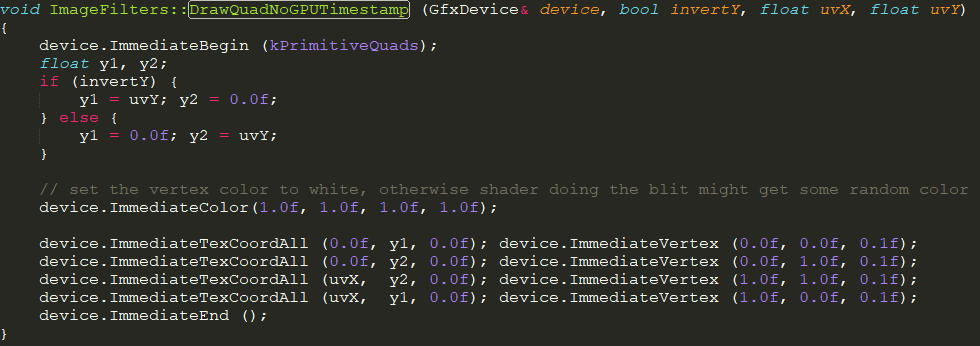 void ImageFilters::DrawQuadNoGPUTimestamp (GfxDevice& device, bool invertY, float uvX, float uvY)
{
    device.ImmediateBegin (kPrimitiveQuads);
    float y1, y2;
    if (invertY) {
        y1 = uvY; y2 = 0.0f;
    } else {
        y1 = 0.0f; y2 = uvY;
    }

    // set the vertex color to white, otherwise shader doing the blit might get some random color
    device.ImmediateColor(1.0f, 1.0f, 1.0f, 1.0f);

    device.ImmediateTexCoordAll (0.0f, y1, 0.0f); device.ImmediateVertex (0.0f, 0.0f, 0.1f);
    device.ImmediateTexCoordAll (0.0f, y2, 0.0f); device.ImmediateVertex (0.0f, 1.0f, 0.1f);
    device.ImmediateTexCoordAll (uvX,  y2, 0.0f); device.ImmediateVertex (1.0f, 1.0f, 0.1f);
    device.ImmediateTexCoordAll (uvX,  y1, 0.0f); device.ImmediateVertex (1.0f, 0.0f, 0.1f);
    device.ImmediateEnd ();
}